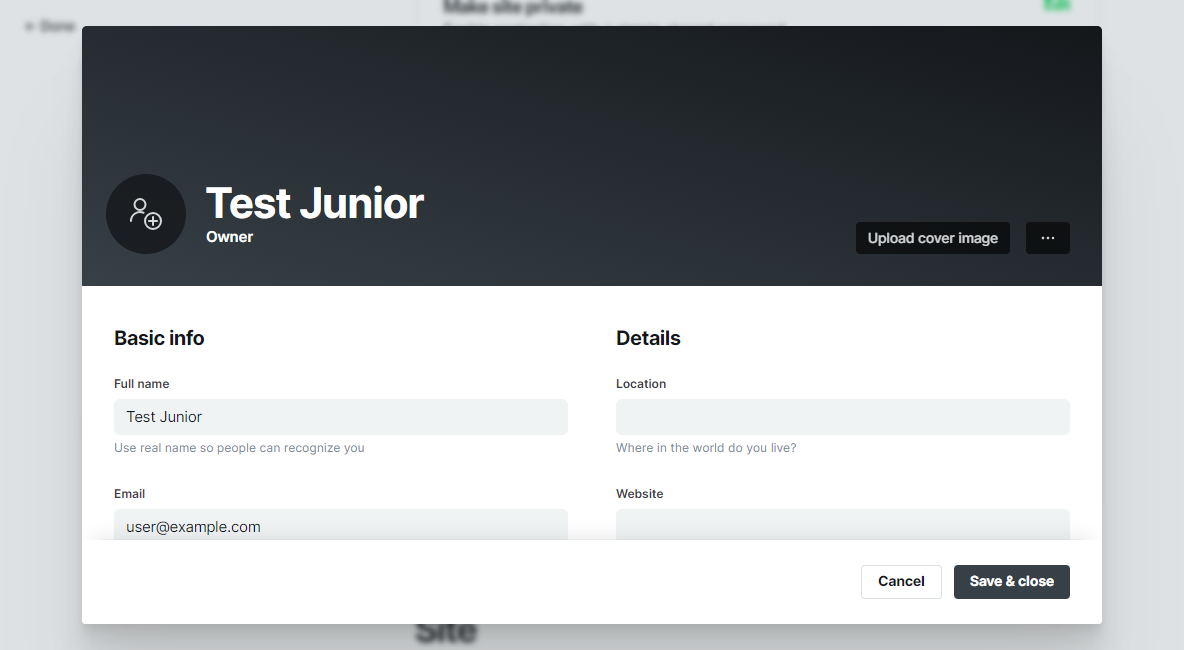 Make site private
← Done
Test Junior
Owner
Upload cover image
Basic info
Details
Full name
Location
Test Junior
Use real name so people can recognize you
Where in the world do you live?
Email
Website
user@example.com
Cancel
Save & close
Site